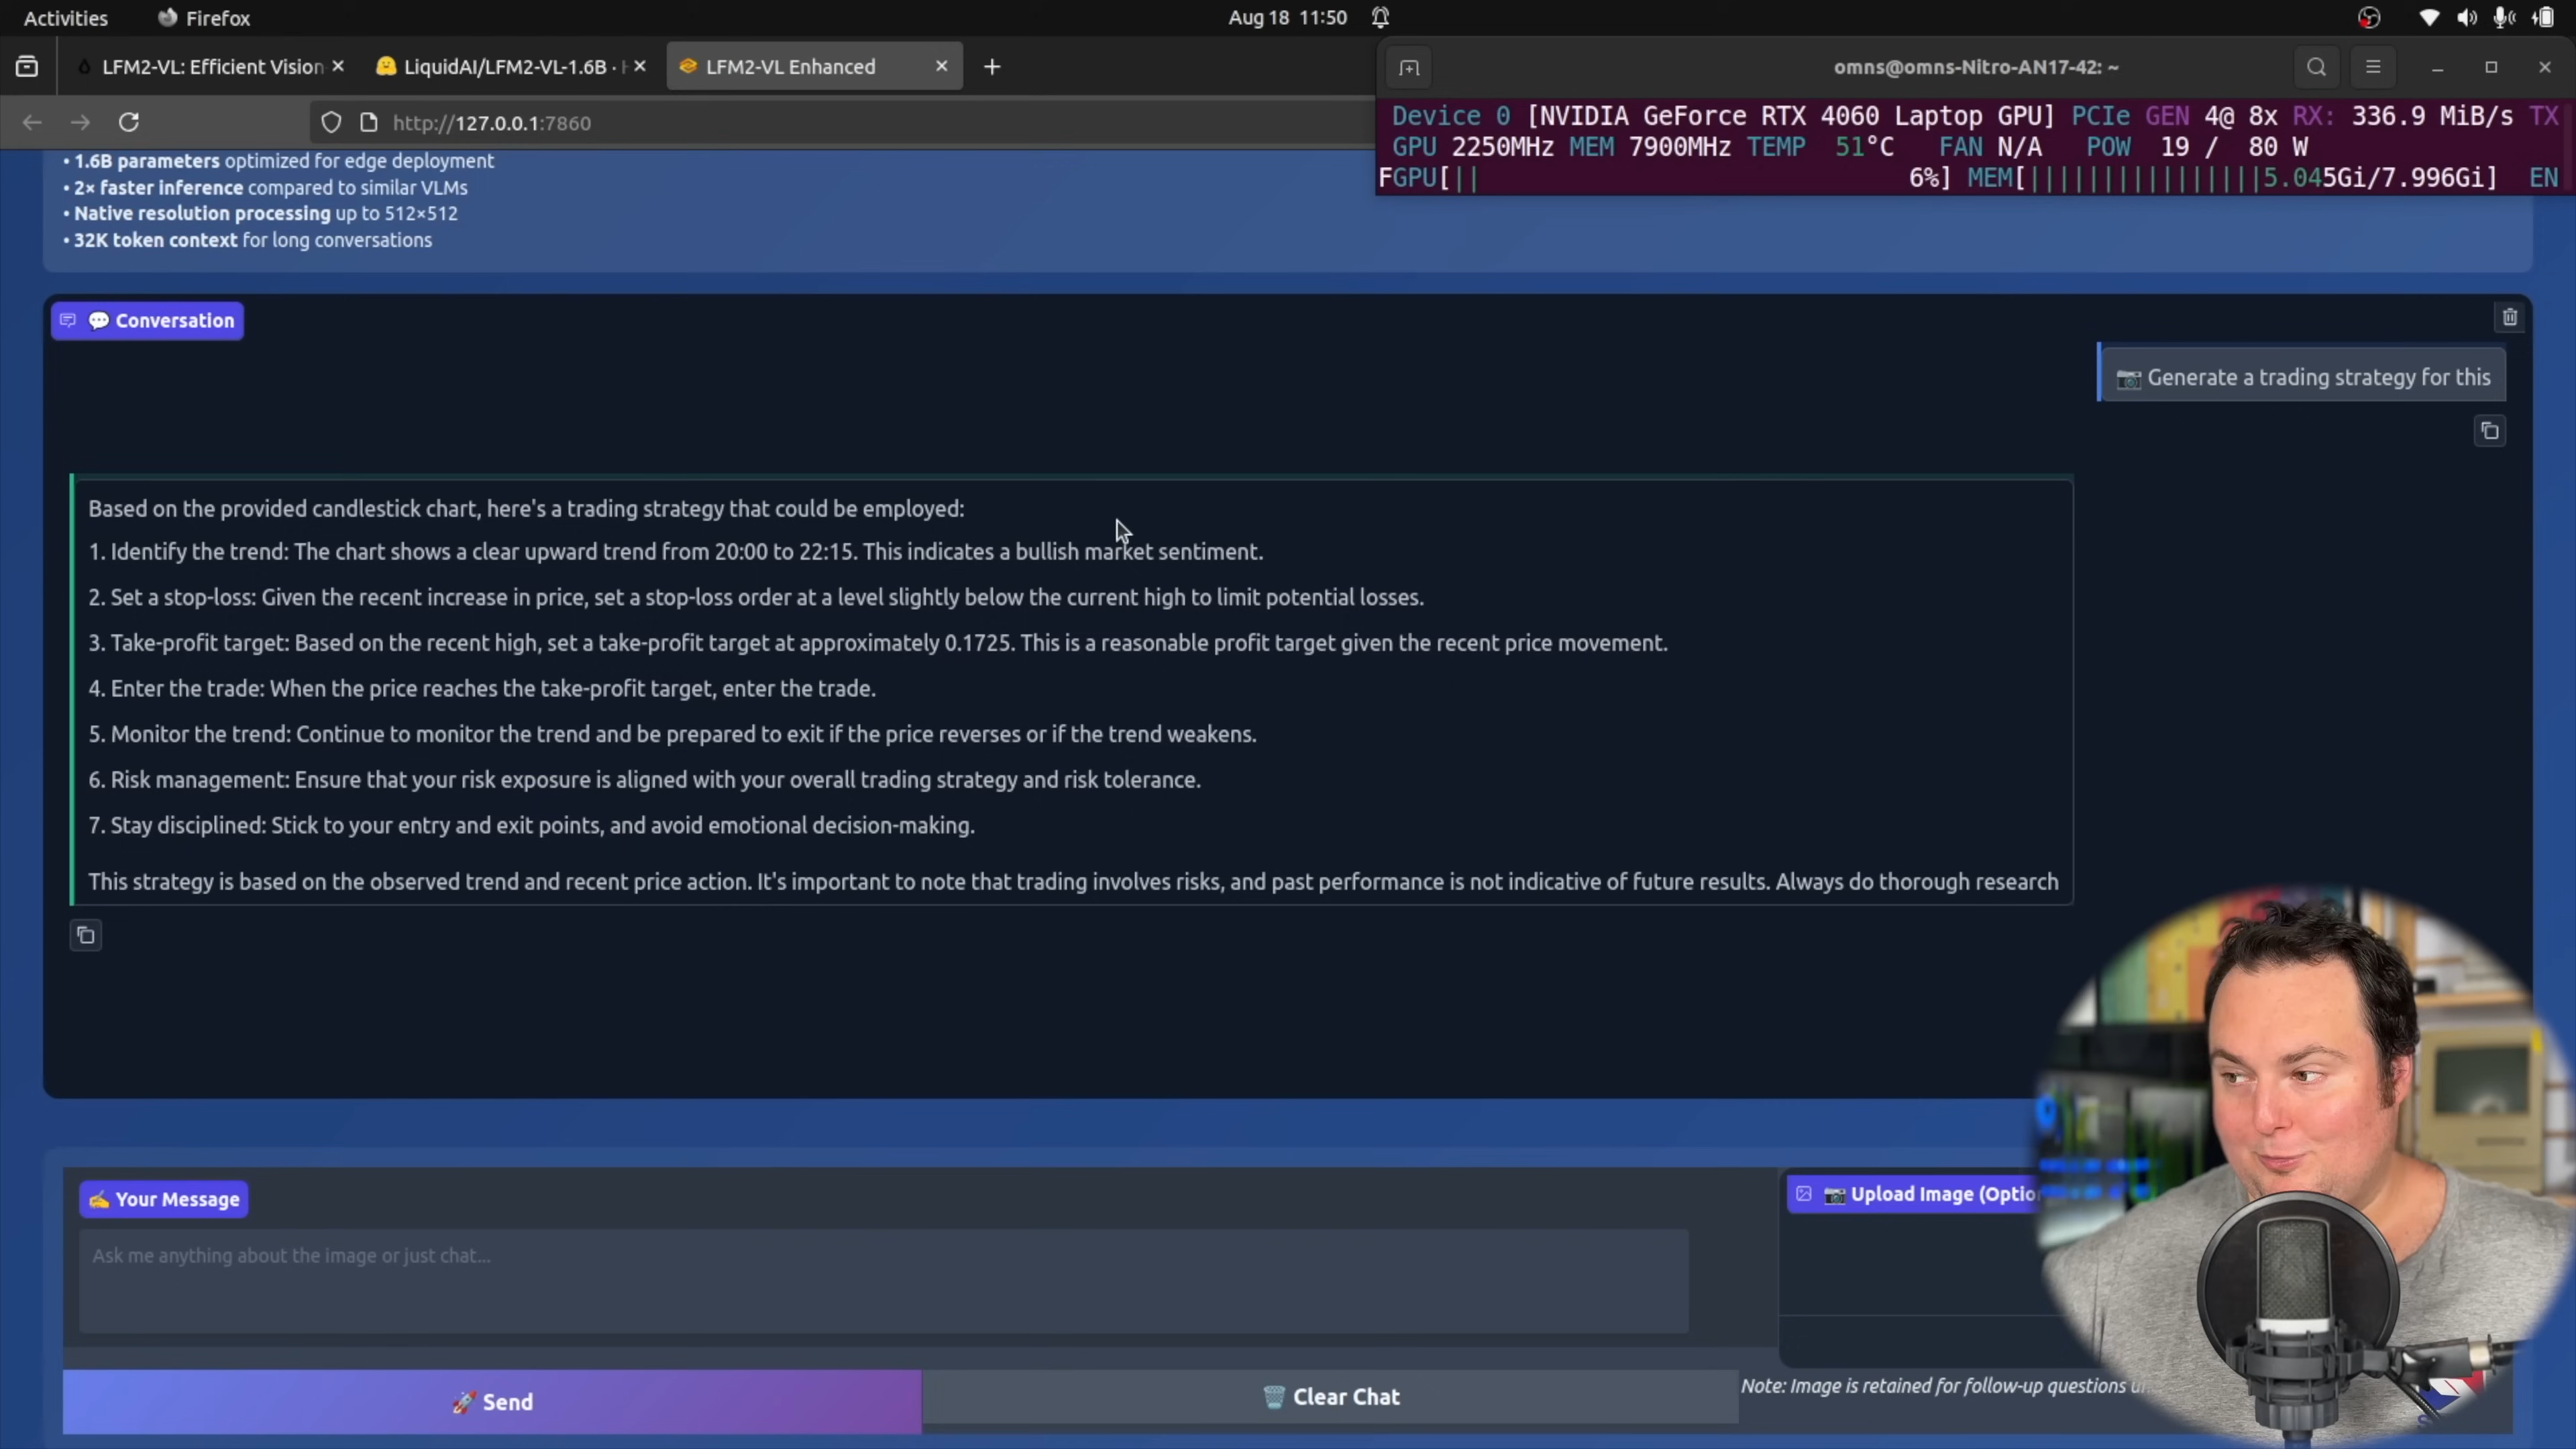 Activities Firefox Aug 18 11:50
LFM2-VL: Efficient Vision LiquidAI/LFM2-VL-1.6B · LFM2-VL Enhanced
omns@omns-Nitro-AN17-42: ~
http://127.0.0.1:7860
Device 0 [NVIDIA GeForce RTX 4060 Laptop GPU] PCIe GEN 4@ 8x RX: 336.9 MiB/s TX
GPU 2250MHz MEM 7900MHz TEMP 51°C FAN N/A POW 19 / 80 W
GPU[|| 6%] MEM[|||||||||||||||5.045Gi/7.996Gi] EN
• 1.6B parameters optimized for edge deployment
• 2× faster inference compared to similar VLMs
• Native resolution processing up to 512×512
• 32K token context for long conversations
💬 Conversation
📷 Generate a trading strategy for this
Based on the provided candlestick chart, here's a trading strategy that could be employed:
1. Identify the trend: The chart shows a clear upward trend from 20:00 to 22:15. This indicates a bullish market sentiment.
2. Set a stop-loss: Given the recent increase in price, set a stop-loss order at a level slightly below the current high to limit potential losses.
3. Take-profit target: Based on the recent high, set a take-profit target at approximately 0.1725. This is a reasonable profit target given the recent price movement.
4. Enter the trade: When the price reaches the take-profit target, enter the trade.
5. Monitor the trend: Continue to monitor the trend and be prepared to exit if the price reverses or if the trend weakens.
6. Risk management: Ensure that your risk exposure is aligned with your overall trading strategy and risk tolerance.
7. Stay disciplined: Stick to your entry and exit points, and avoid emotional decision-making.
This strategy is based on the observed trend and recent price action. It's important to note that trading involves risks, and past performance is not indicative of future results. Always do thorough research
✍️ Your Message
📷 Upload Image
Ask me anything about the image or just chat...
🚀 Send
🗑️ Clear Chat
Note: Image is retained for follow-up questions